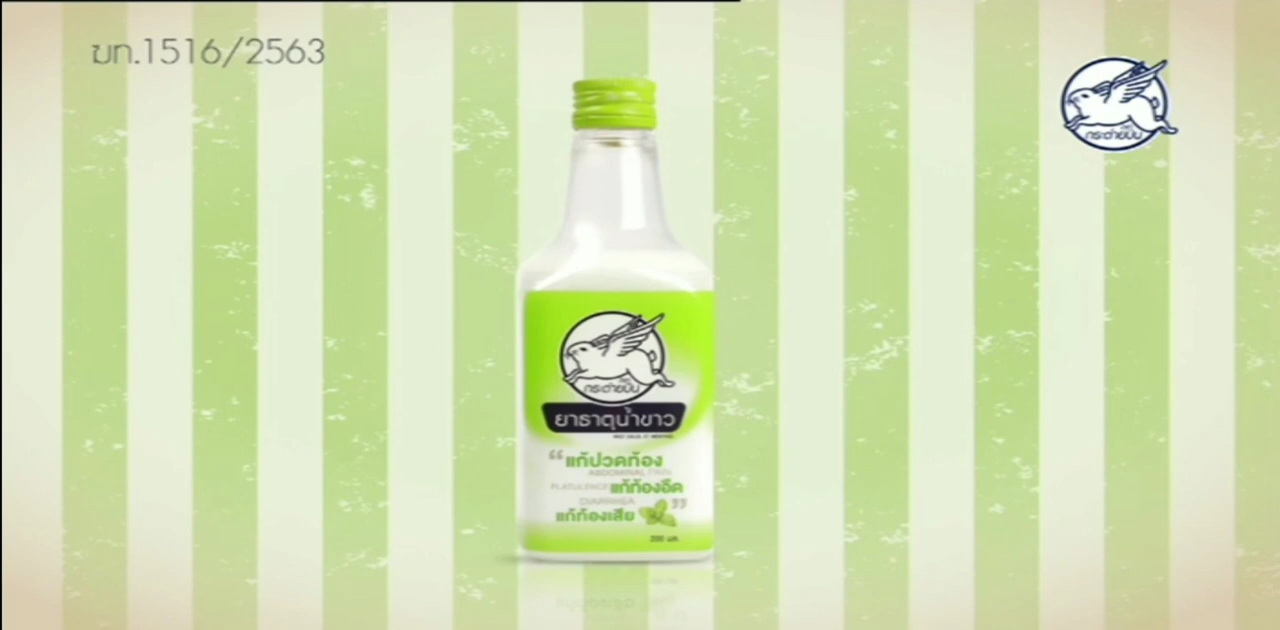 ฆท.1516/2563
กระต่ายบิน
กระต่ายบิน
ยาธาตุน้ำขาว
“แก้ปวดท้อง
ABDOMINAL PAIN
FLATULENCE แก้ท้องอืด
DIARRHEA ”
แก้ท้องเสีย
200 มล.